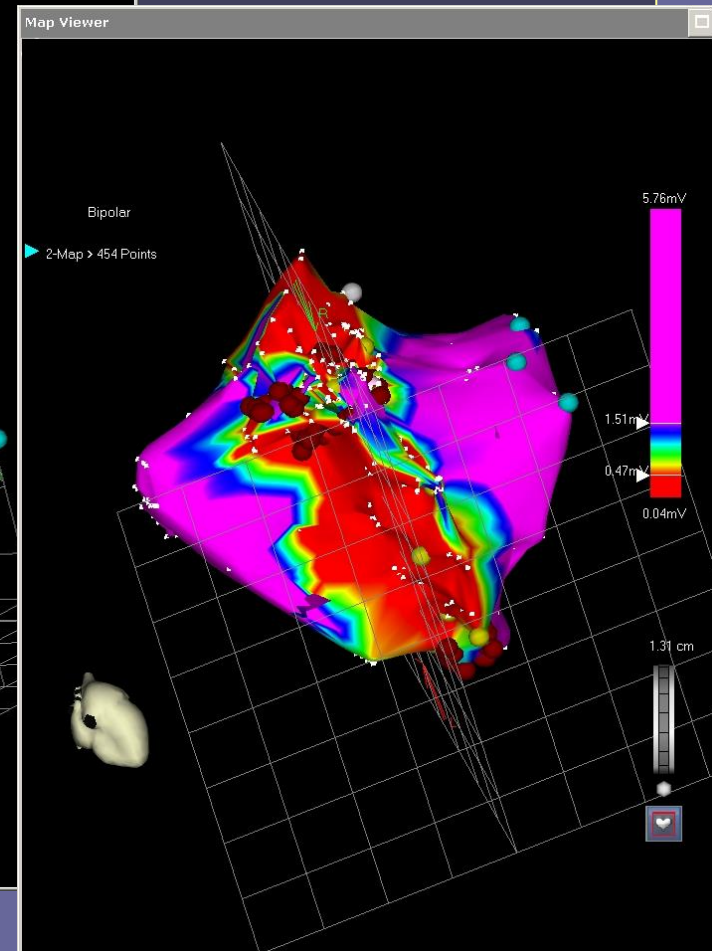 Map Viewer
Bipolar
2-Map > 454 Points
5.76mV
R
1.51mV
0.47mV
0.04mV
1.31 cm